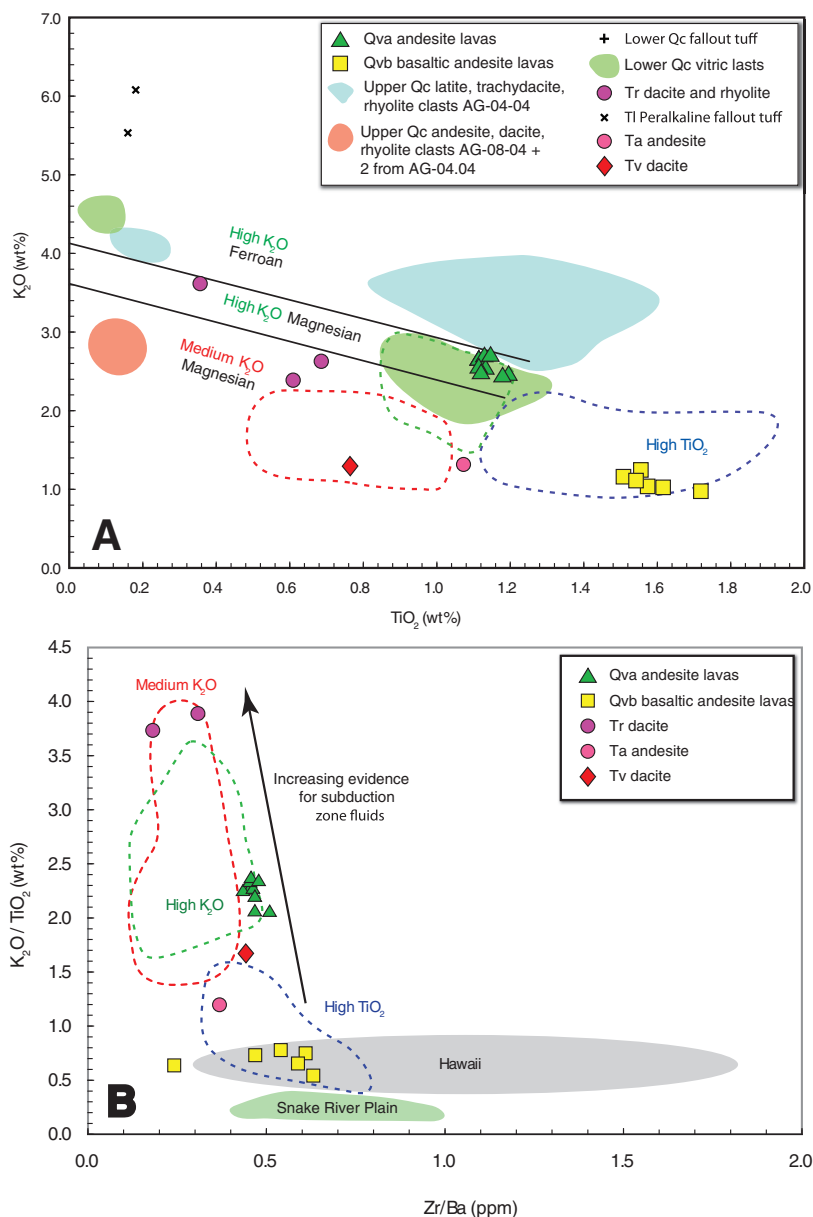 7.0
6.0
5.0
4.0
3.0
2.0
1.0
0.0
K2O (wt%)
Qva andesite lavas
Qvb basaltic andesite lavas
Upper Qc latite, trachydacite,
rhyolite clasts AG-04-04
Upper Qc andesite, dacite,
rhyolite clasts AG-08-04 +
2 from AG-04.04
Lower Qc fallout tuff
Lower Qc vitric lasts
Tr dacite and rhyolite
Tl Peralkaline fallout tuff
Ta andesite
Tv dacite
High K2O
Ferroan
High K2O Magnesian
Medium K2O
Magnesian
High TiO2
A
0.0 0.2 0.4 0.6 0.8 1.0 1.2 1.4 1.6 1.8 2.0
TiO2 (wt%)
4.5
4.0
3.5
3.0
2.5
2.0
1.5
1.0
0.5
0.0
K2O / TiO2 (wt%)
Medium K2O
Increasing evidence
for subduction
zone fluids
High K2O
High TiO2
Hawaii
Snake River Plain
Qva andesite lavas
Qvb basaltic andesite lavas
Tr dacite
Ta andesite
Tv dacite
B
0.0 0.5 1.0 1.5 2.0
Zr/Ba (ppm)